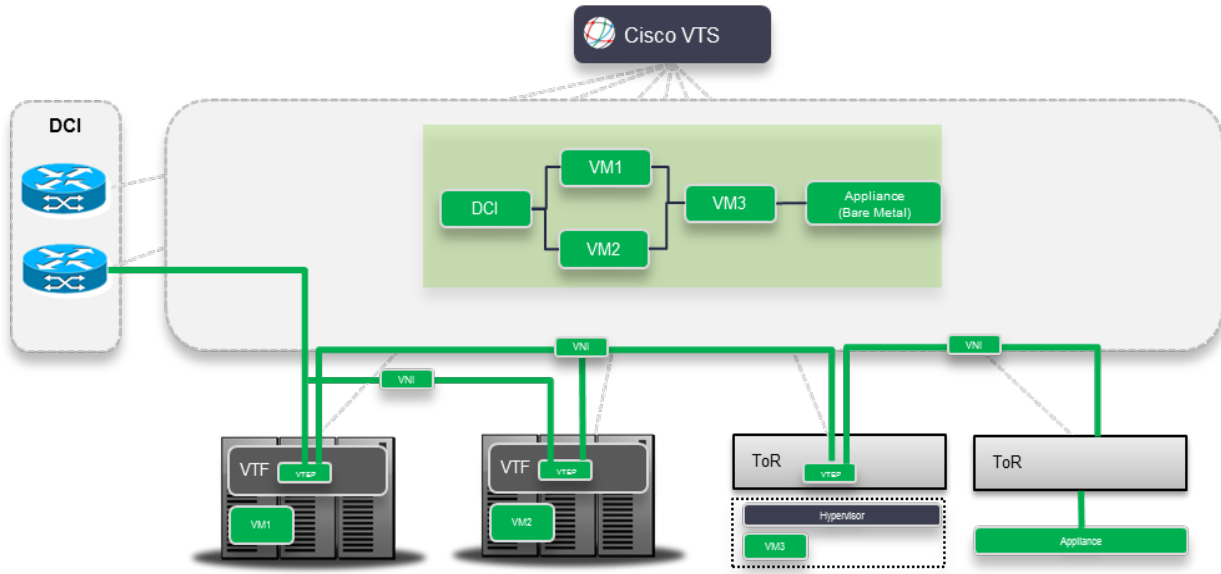 Cisco VTS
DCI
VM1
DCI
VM3
Appliance
(Bare Metal)
VM2
VNI
VNI
VNI
VTF
VTEP
VM1
VTF
VTEP
VM2
ToR
VTEP
Hypervisor
VM3
ToR
Appliance